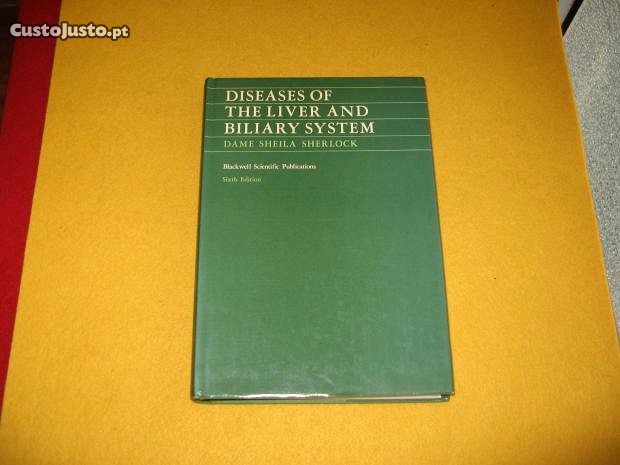 CustoJusto.pt
DISEASES OF
THE LIVER AND
BILIARY SYSTEM
DAME SHEILA SHERLOCK
Blackwell Scientific Publications
Sixth Edition